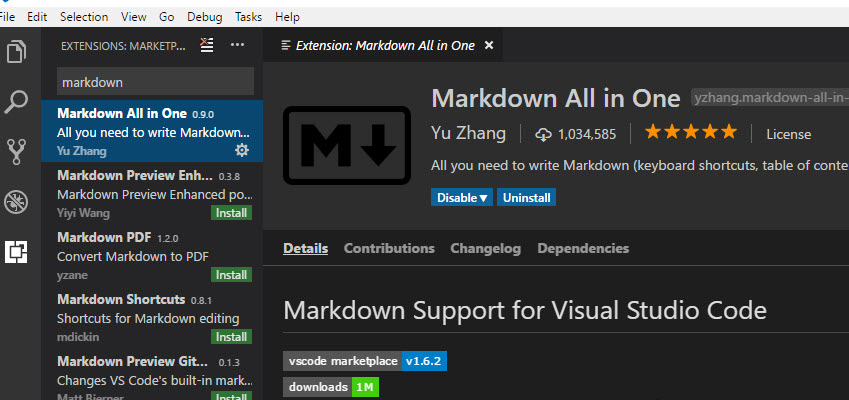 File Edit Selection View Go Debug Tasks Help
EXTENSIONS: MARKETP...
markdown
Markdown All in One 0.9.0
All you need to write Markdown...
Yu Zhang
Markdown Preview Enh... 0.3.8
Markdown Preview Enhanced po...
Yiyi Wang Install
Markdown PDF 1.2.0
Convert Markdown to PDF
yzane Install
Markdown Shortcuts 0.8.1
Shortcuts for Markdown editing
mdickin Install
Markdown Preview Git... 0.1.3
Changes VS Code's built-in mark...
Matt Bierner Install
Extension: Markdown All in One
M
Markdown All in One yzhang.markdown-all-in-
Yu Zhang 1,034,585 License
All you need to write Markdown (keyboard shortcuts, table of conte
Disable Uninstall
Details Contributions Changelog Dependencies
Markdown Support for Visual Studio Code
vscode marketplace v1.6.2
downloads 1M